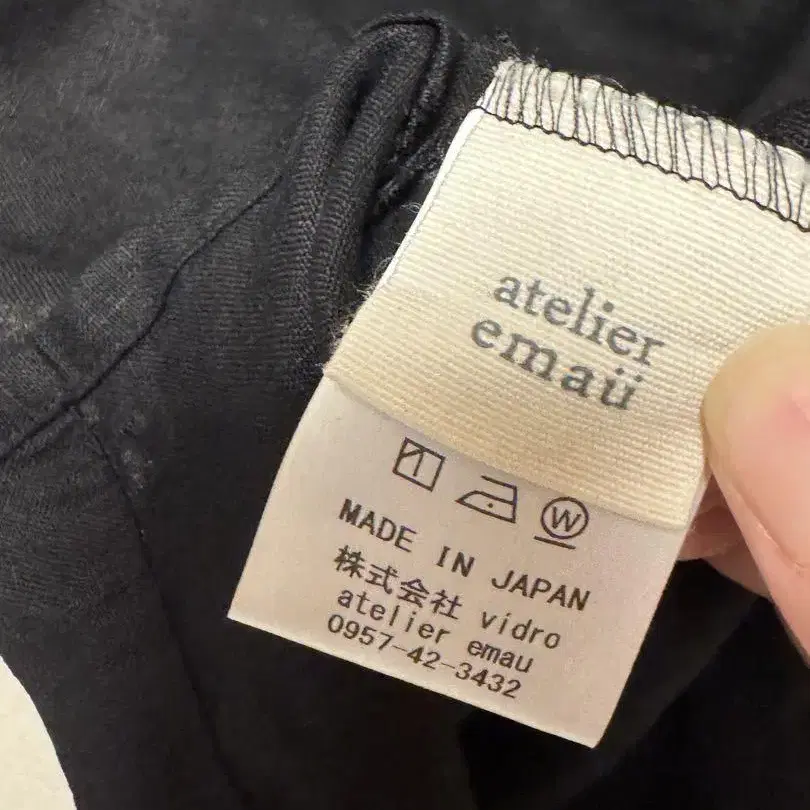 atelier
emaü
W
MADE IN JAPAN
株式会社 vidro
atelier emau
0957-42-3432